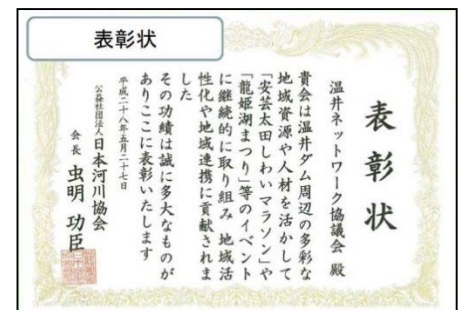 表彰状
表彰状
温井ネットワーク協議会 殿
貴会は温井ダム周辺の多彩な
地域資源や人材を活かして
「安芸太田しわいマラソン」や
「龍姫湖まつり」等のイベント
に継続的に取り組み 地域活
性化や地域連携に貢献されま
した
その功績は誠に多大なものが
ありここに表彰いたします
平成二十八年五月二十七日
公益社団法人日本河川協会
会長 虫明 功臣